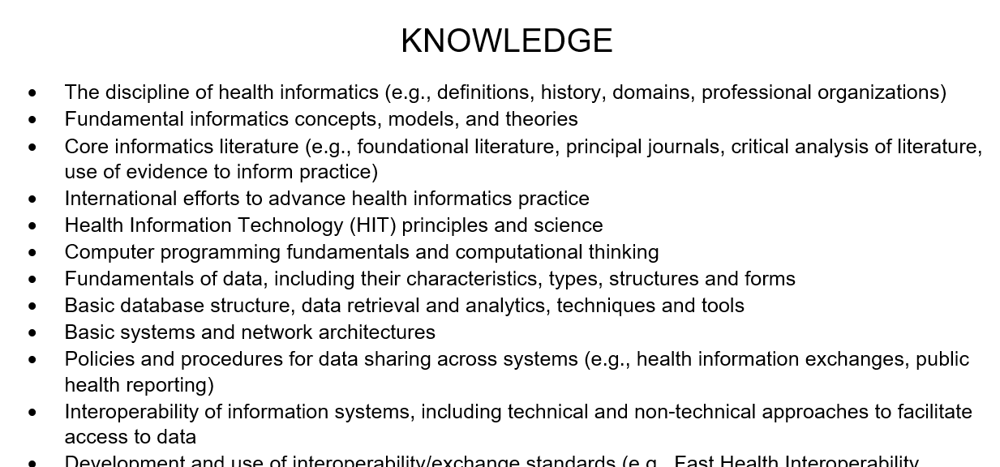 KNOWLEDGE
• The discipline of health informatics (e.g., definitions, history, domains, professional organizations)
• Fundamental informatics concepts, models, and theories
• Core informatics literature (e.g., foundational literature, principal journals, critical analysis of literature,
use of evidence to inform practice)
• International efforts to advance health informatics practice
• Health Information Technology (HIT) principles and science
• Computer programming fundamentals and computational thinking
• Fundamentals of data, including their characteristics, types, structures and forms
• Basic database structure, data retrieval and analytics, techniques and tools
• Basic systems and network architectures
• Policies and procedures for data sharing across systems (e.g., health information exchanges, public
health reporting)
• Interoperability of information systems, including technical and non-technical approaches to facilitate
access to data
• Development and use of interoperability/exchange standards (e.g., Fast Health Interoperability